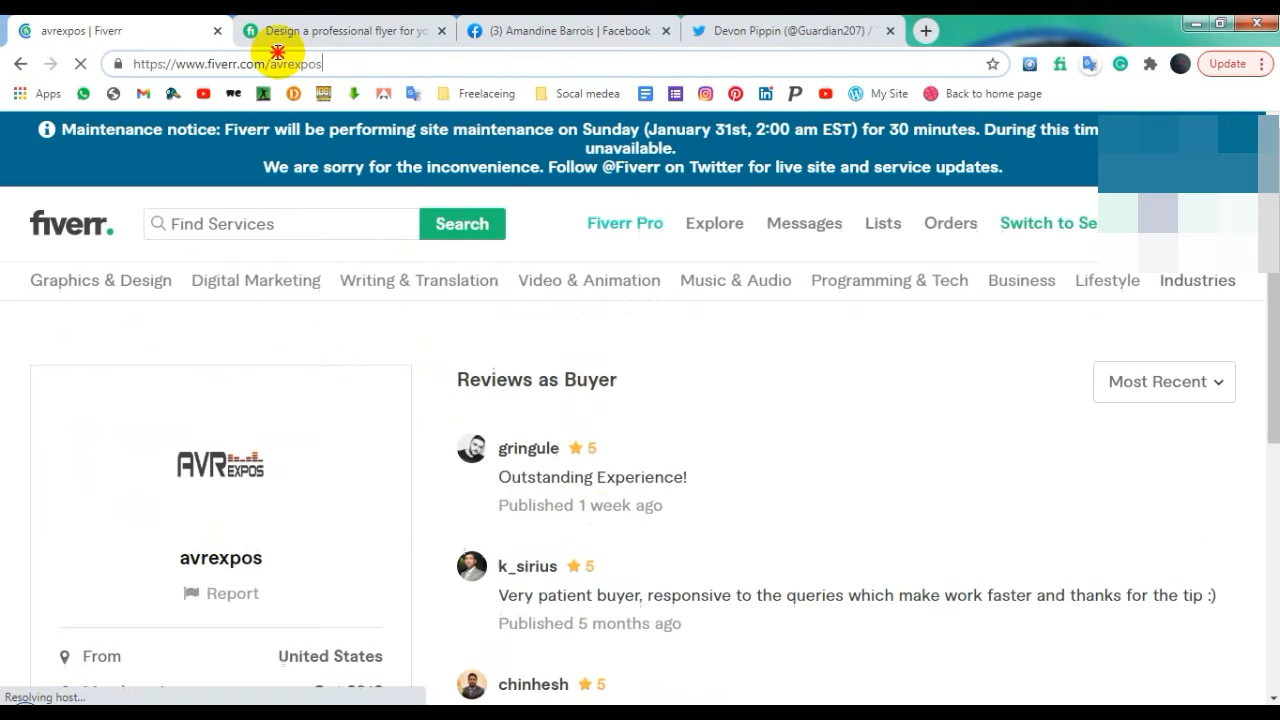 avrexpos | Fiverr
Design a professional flyer for yo
(3) Amandine Barrois | Facebook
Devon Pippin (@Guardian207) /
https://www.fiverr.com/avrexpos
Update
Apps
Freelaceing
Socal medea
My Site
Back to home page
Maintenance notice: Fiverr will be performing site maintenance on Sunday (January 31st, 2:00 am EST) for 30 minutes. During this tim
unavailable.
We are sorry for the inconvenience. Follow @Fiverr on Twitter for live site and service updates.
fiverr.
Find Services
Search
Fiverr Pro
Explore
Messages
Lists
Orders
Switch to Se
Graphics & Design
Digital Marketing
Writing & Translation
Video & Animation
Music & Audio
Programming & Tech
Business
Lifestyle
Industries
AVR EXPOS
avrexpos
Report
From
United States
Reviews as Buyer
Most Recent
gringule
5
Outstanding Experience!
Published 1 week ago
k_sirius
5
Very patient buyer, responsive to the queries which make work faster and thanks for the tip :)
Published 5 months ago
chinhesh
5
Resolving host...